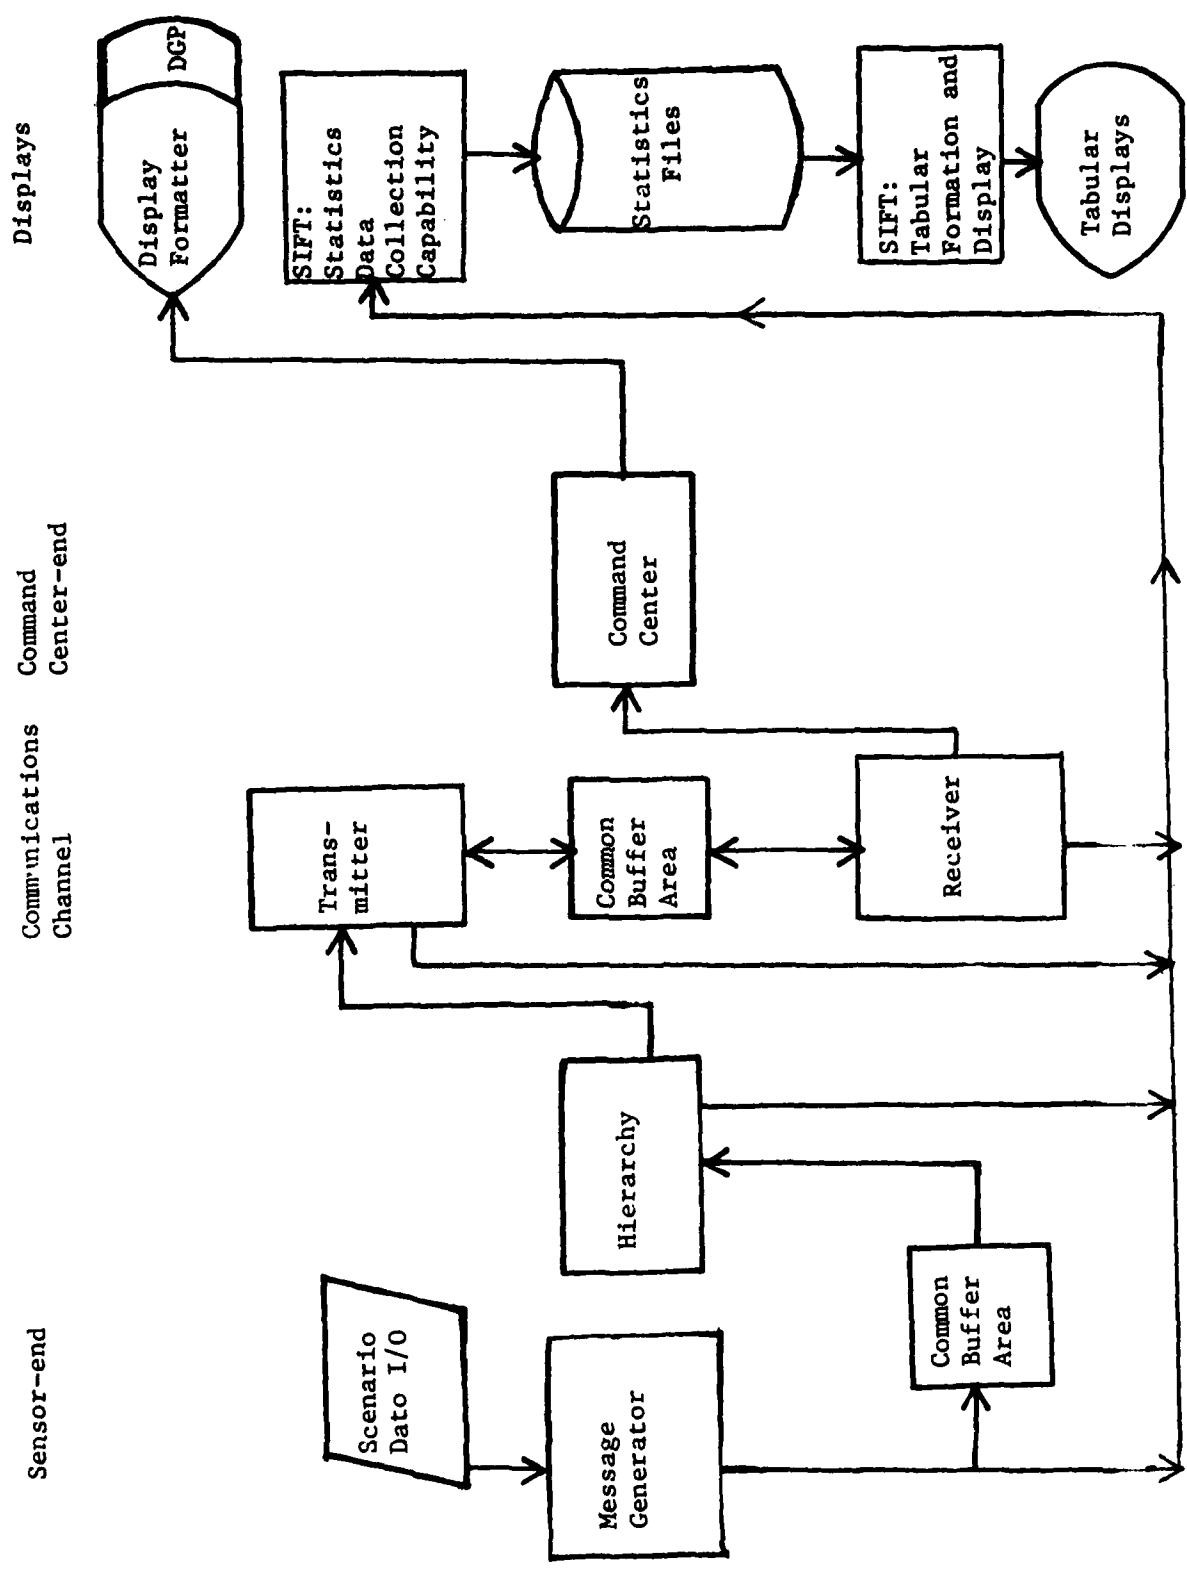 Sensor-end
Communications
Channel
Command
Center-end
Displays
Scenario
Dato I/O
Message
Generator
Common
Buffer
Area
Hierarchy
Trans-
mitter
Common
Buffer
Area
Receiver
Command
Center
Display
Formatter
DGP
SIFT:
Statistics
Data
Collection
Capability
Statistics
Files
SIFT:
Tabular
Formation and
Display
Tabular
Displays